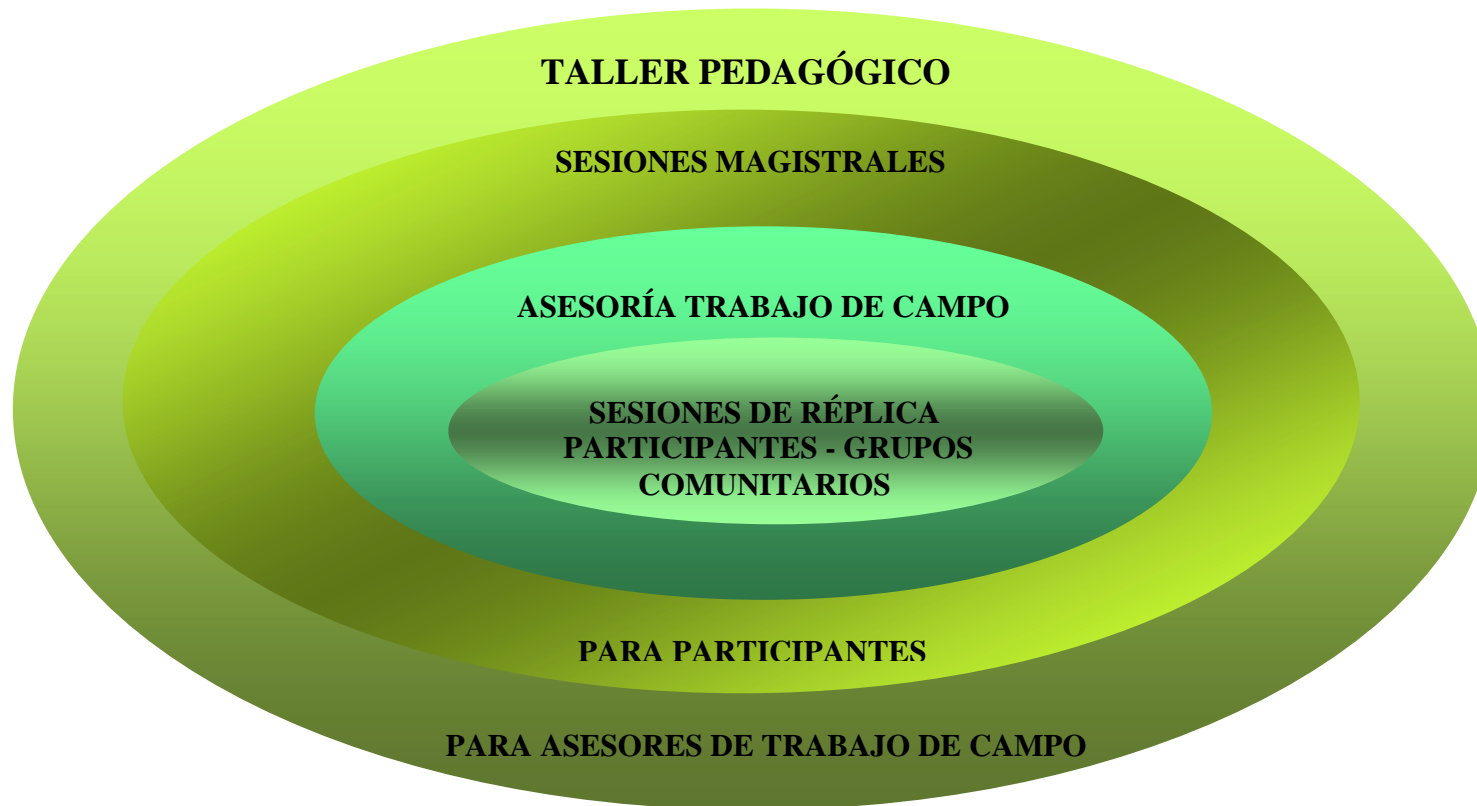 TALLER PEDAGÓGICO
SESIONES MAGISTRALES
ASESORÍA TRABAJO DE CAMPO
SESIONES DE RÉPLICA
PARTICIPANTES - GRUPOS
COMUNITARIOS
PARA PARTICIPANTES
PARA ASESORES DE TRABAJO DE CAMPO